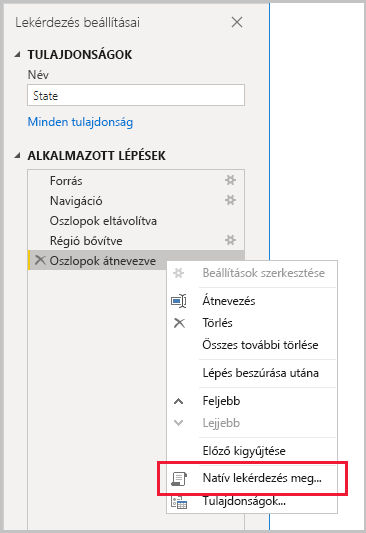 Lekérdezés beállításai
TULAJDONSÁGOK
Név
State
Minden tulajdonság
ALKALMAZOTT LÉPÉSEK
Forrás
Navigáció
Oszlopok eltávolítva
Régió bővítve
Oszlopok átnevezve
Beállítások szerkesztése
Átnevezés
Törlés
Összes további törlése
Lépés beszúrása utána
Feljebb
Lejjebb
Előző kigyűjtése
Natív lekérdezés meg...
Tulajdonságok...